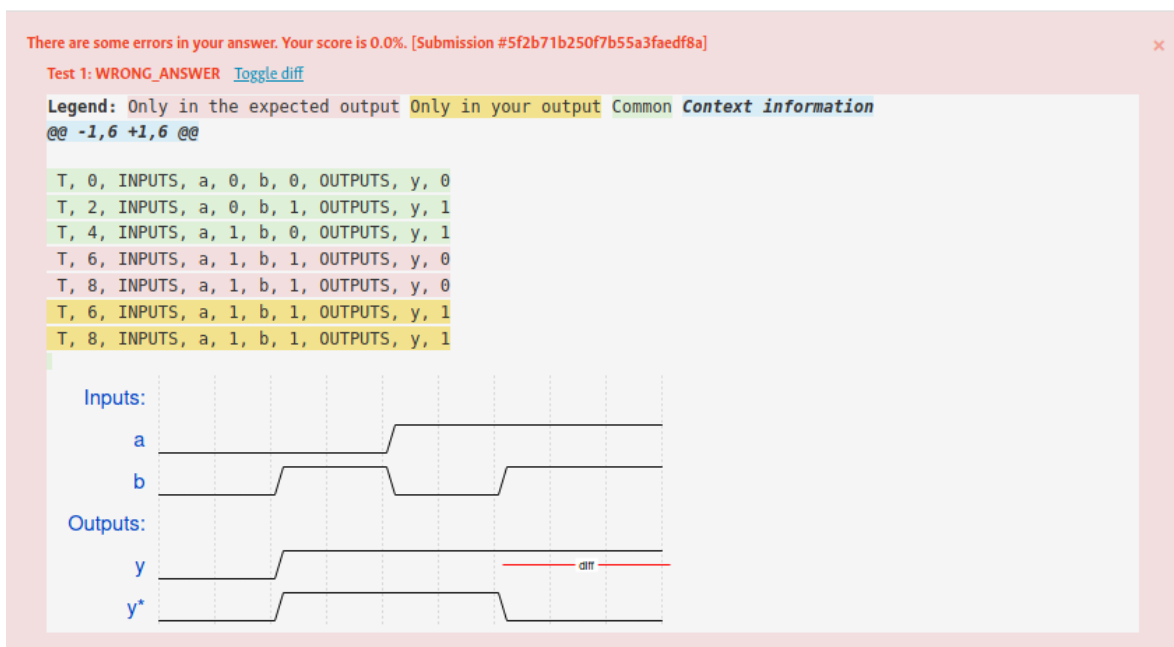 There are some errors in your answer. Your score is 0.0%. [Submission #5f2b71b250f7b55a3faedf8a]
×
Test 1: WRONG_ANSWER Toggle diff
Legend: Only in the expected output Only in your output Common Context information
@@ -1,6 +1,6 @@
T, 0, INPUTS, a, 0, b, 0, OUTPUTS, y, 0
T, 2, INPUTS, a, 0, b, 1, OUTPUTS, y, 1
T, 4, INPUTS, a, 1, b, 0, OUTPUTS, y, 1
T, 6, INPUTS, a, 1, b, 1, OUTPUTS, y, 0
T, 8, INPUTS, a, 1, b, 1, OUTPUTS, y, 0
T, 6, INPUTS, a, 1, b, 1, OUTPUTS, y, 1
T, 8, INPUTS, a, 1, b, 1, OUTPUTS, y, 1
Inputs:
a
b
Outputs:
y
diff
y*